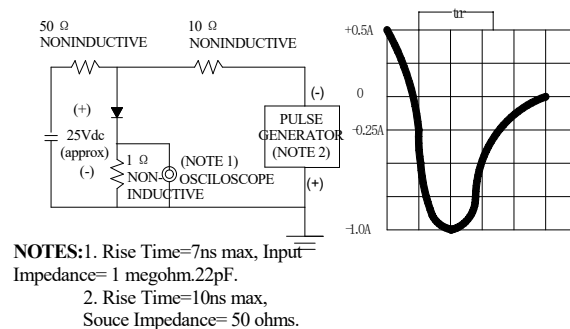 50 Ω
NONINDUCTIVE
10 Ω
NONINDUCTIVE
(+)
25Vdc
(approx)
(-)
1 Ω
NON-
INDUCTIVE
(NOTE 1)
OSCILOSCOPE
(-)
PULSE
GENERATOR
(NOTE 2)
(+)
trr
+0.5A
0
-0.25A
-1.0A
NOTES:1. Rise Time=7ns max, Input
Impedance= 1 megohm.22pF.
2. Rise Time=10ns max,
Souce Impedance= 50 ohms.